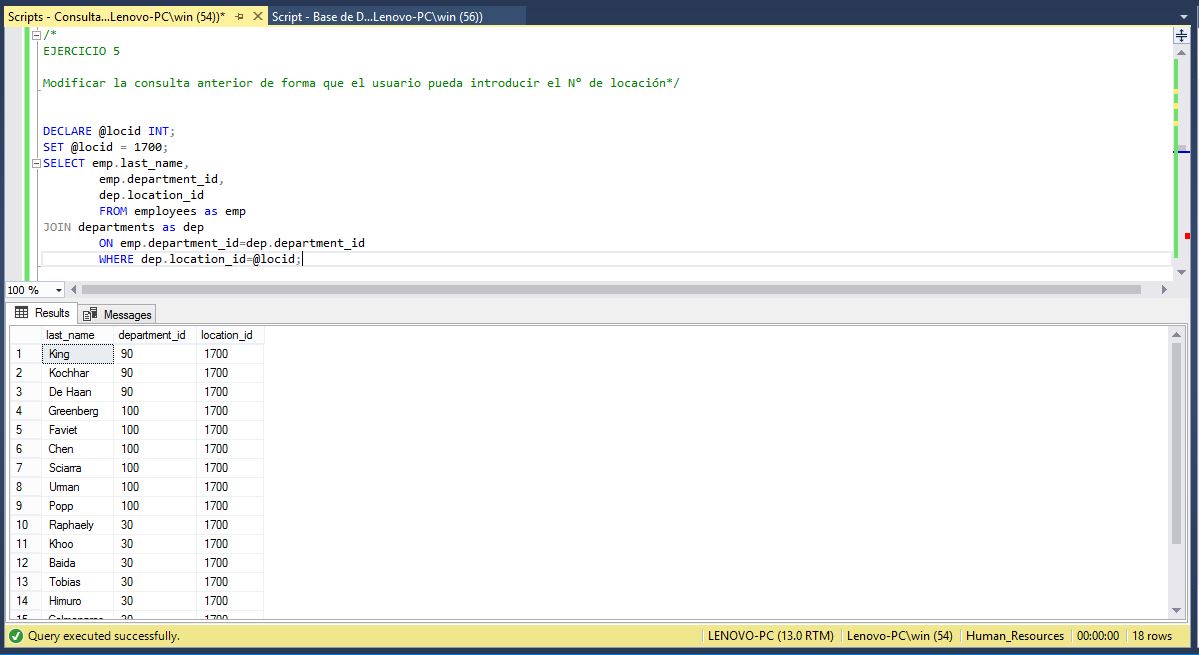 Scripts - Consulta...Lenovo-PC\win (54))* Script - Base de D...Lenovo-PC\win (56))
/*
EJERCICIO 5
Modificar la consulta anterior de forma que el usuario pueda introducir el Nº de locación*/
DECLARE @locid INT;
SET @locid = 1700;
SELECT emp.last_name,
emp.department_id,
dep.location_id
FROM employees as emp
JOIN departments as dep
ON emp.department_id=dep.department_id
WHERE dep.location_id=@locid;
100 %
Results Messages
last_name department_id location_id
1 King 90 1700
2 Kochhar 90 1700
3 De Haan 90 1700
4 Greenberg 100 1700
5 Faviet 100 1700
6 Chen 100 1700
7 Sciarra 100 1700
8 Urman 100 1700
9 Popp 100 1700
10 Raphaely 30 1700
11 Khoo 30 1700
12 Baida 30 1700
13 Tobias 30 1700
14 Himuro 30 1700
15 Colmenares 30 1700
Query executed successfully. LENOVO-PC (13.0 RTM) Lenovo-PC\win (54) Human_Resources 00:00:00 18 rows